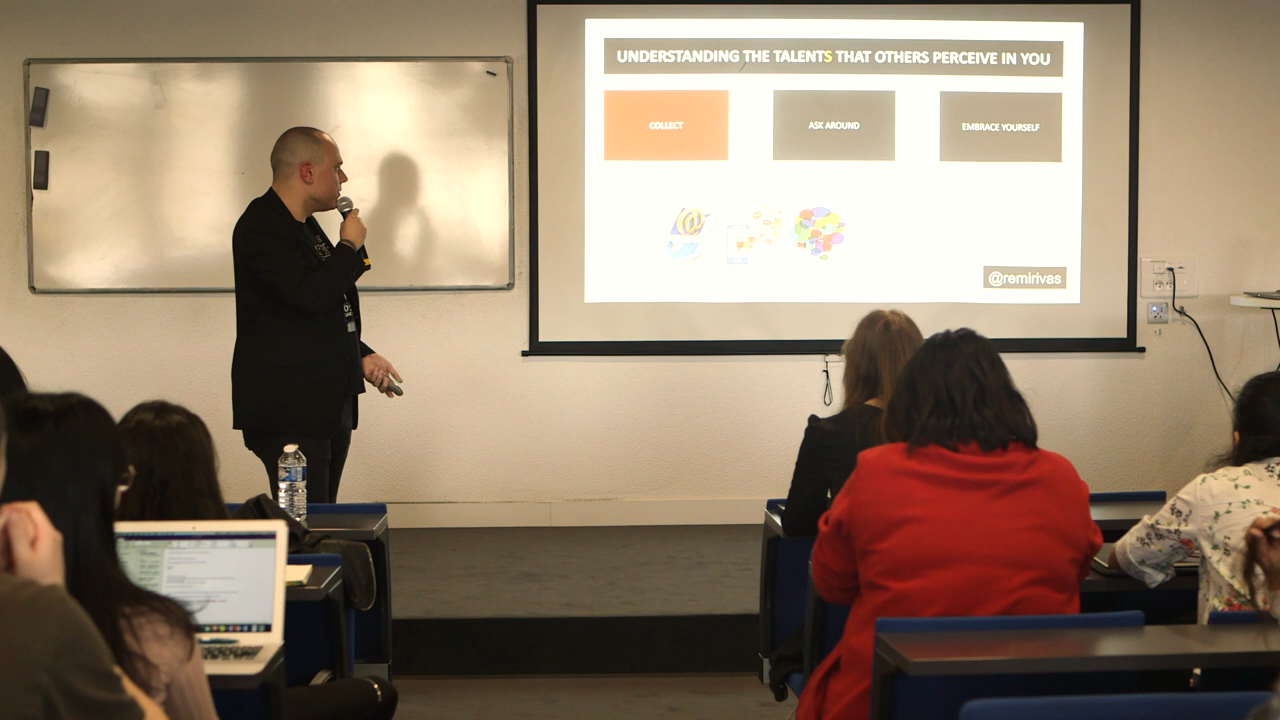 UNDERSTANDING THE TALENTS THAT OTHERS PERCEIVE IN YOU
COLLECT
ASK AROUND
EMBRACE YOURSELF
@
@remirivas